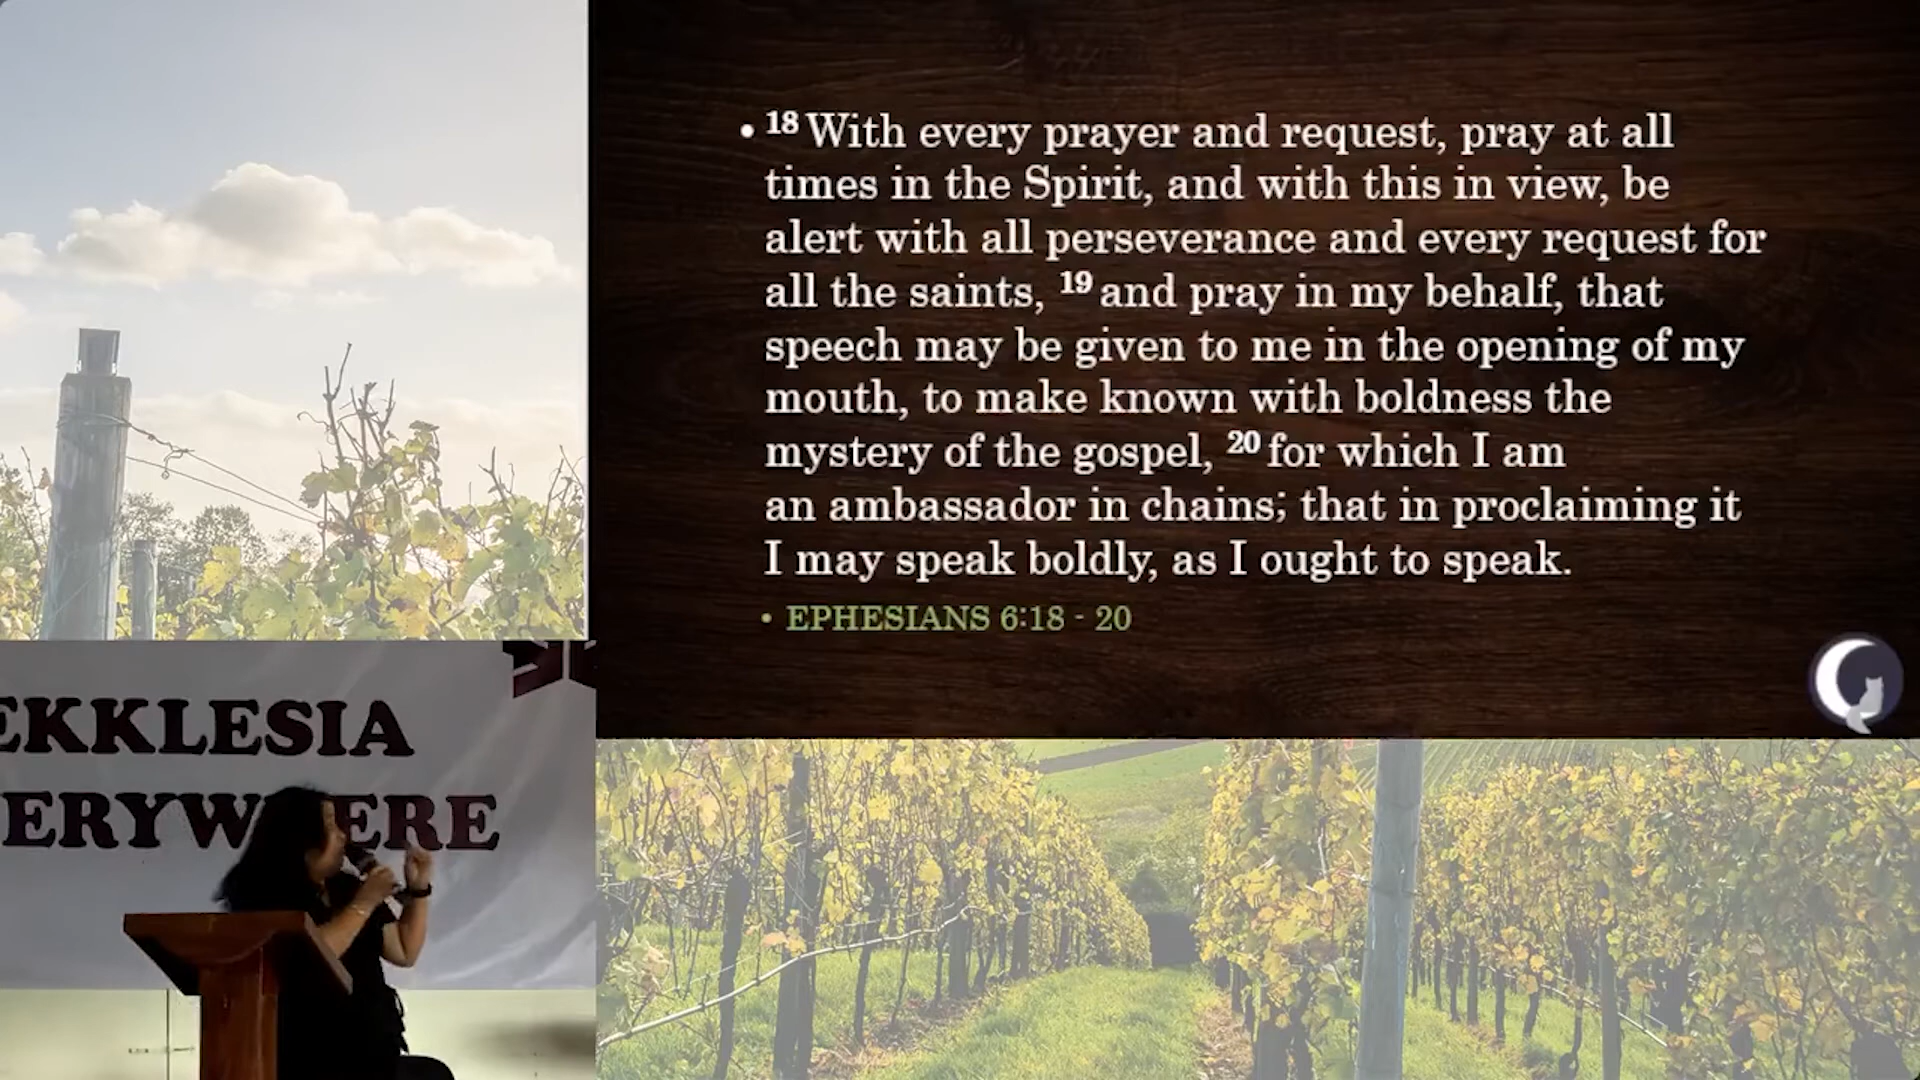 • 18 With every prayer and request, pray at all
times in the Spirit, and with this in view, be
alert with all perseverance and every request for
all the saints, 19 and pray in my behalf, that
speech may be given to me in the opening of my
mouth, to make known with boldness the
mystery of the gospel, 20 for which I am
an ambassador in chains; that in proclaiming it
I may speak boldly, as I ought to speak.
• EPHESIANS 6:18 - 20
EKKLESIA